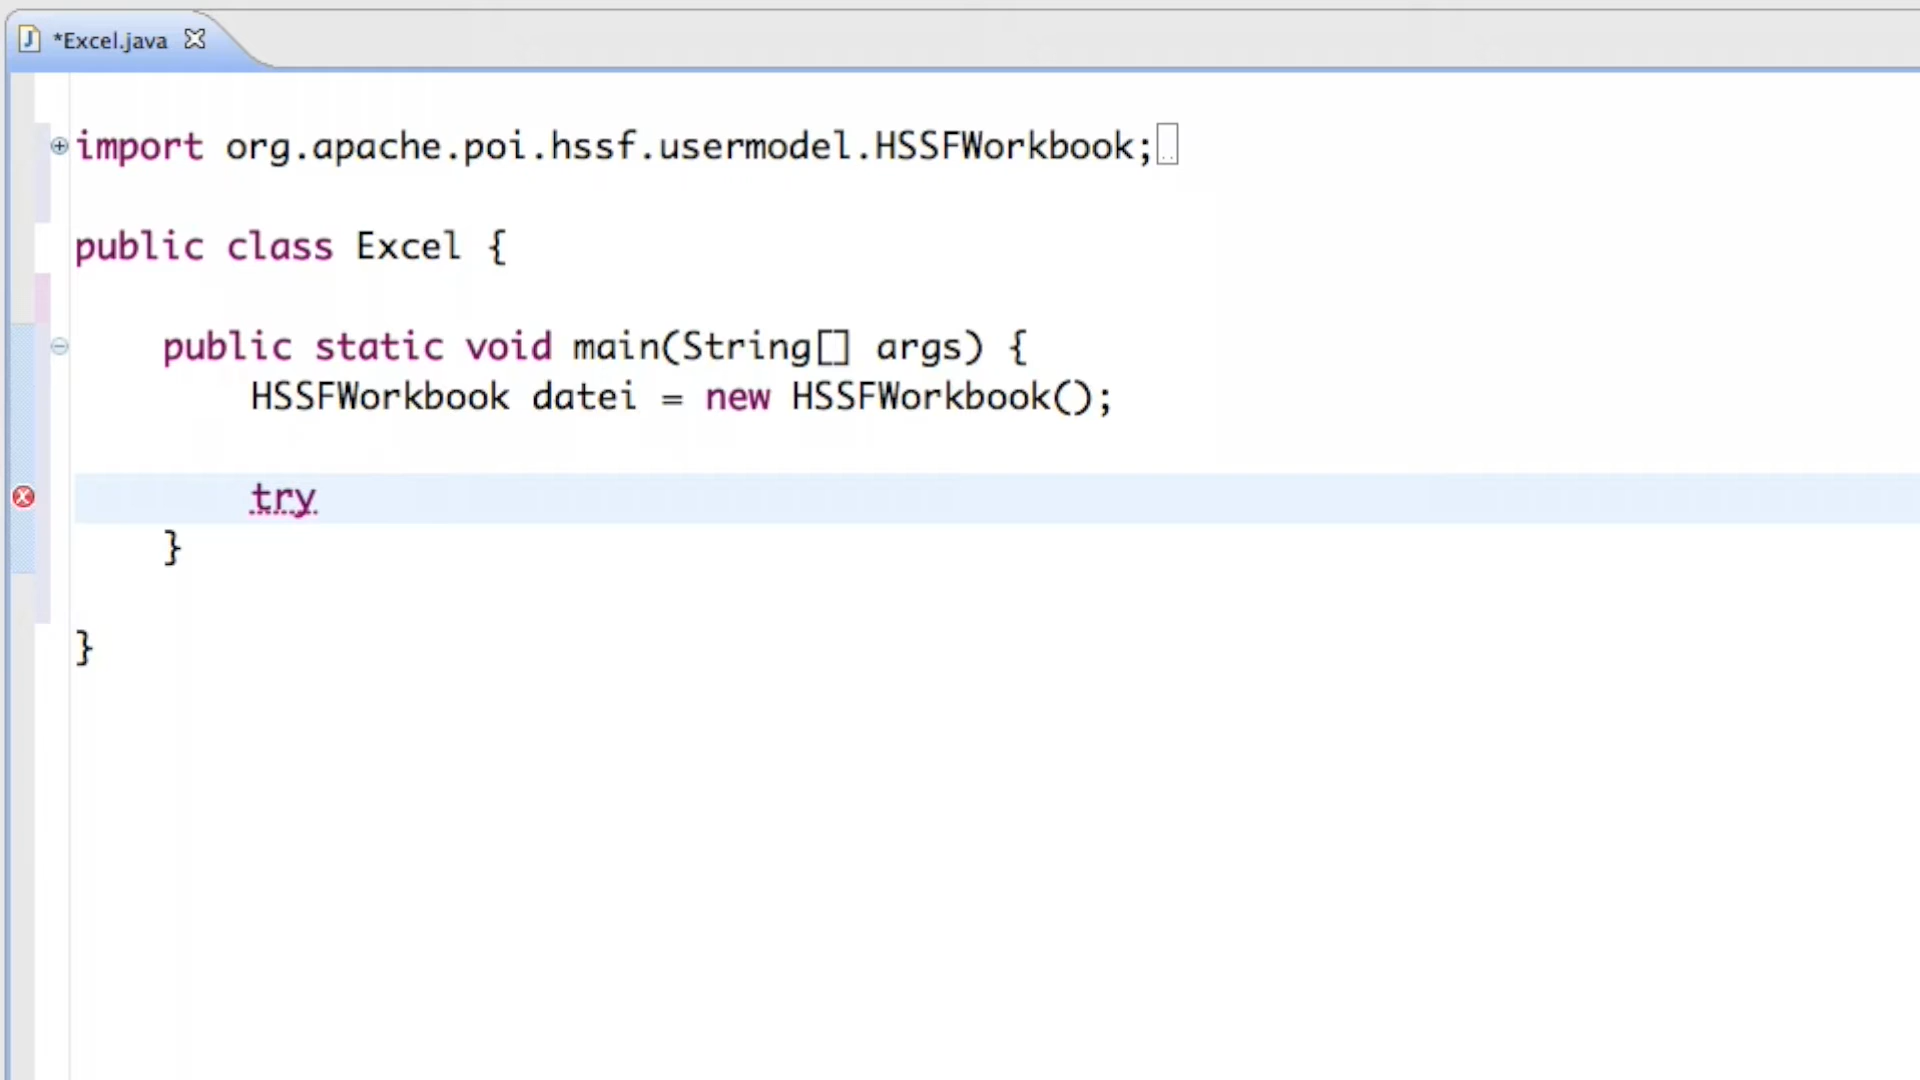 *Excel.java
import org.apache.poi.hssf.usermodel.HSSFWorkbook;
public class Excel {
public static void main(String[] args) {
HSSFWorkbook datei = new HSSFWorkbook();
try
}
}